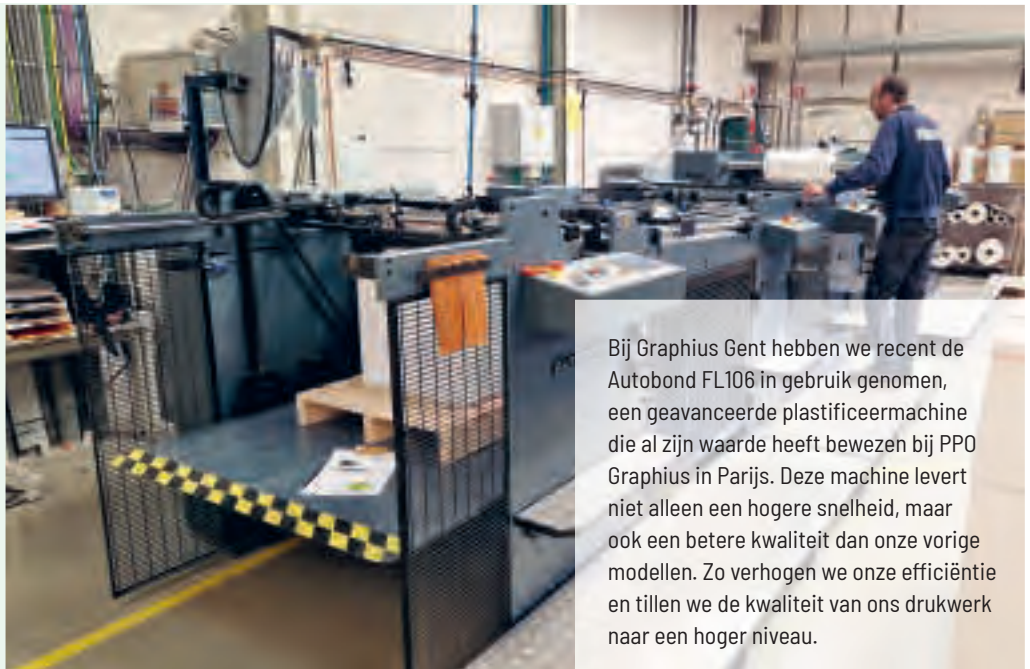 Bij Graphius Gent hebben we recent de
Autobond FL106 in gebruik genomen,
een geavanceerde plastificeermachine
die al zijn waarde heeft bewezen bij PPO
Graphius in Parijs. Deze machine levert
niet alleen een hogere snelheid, maar
ook een betere kwaliteit dan onze vorige
modellen. Zo verhogen we onze efficiëntie
en tillen we de kwaliteit van ons drukwerk
naar een hoger niveau.